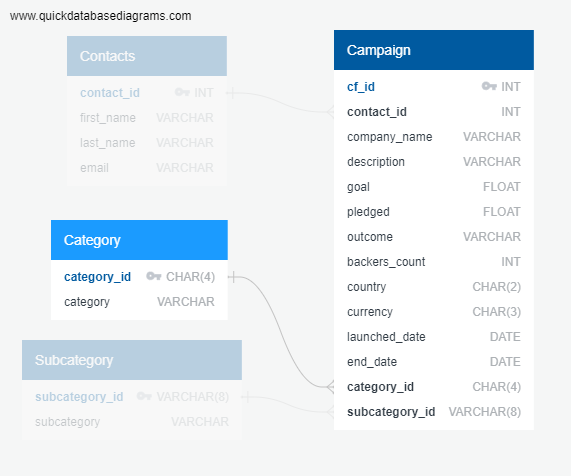 www.quickdatabasediagrams.com
Contacts
contact_id INT
first_name VARCHAR
last_name VARCHAR
email VARCHAR
Category
category_id CHAR(4)
category VARCHAR
Subcategory
subcategory_id VARCHAR(8)
subcategory VARCHAR
Campaign
cf_id INT
contact_id INT
company_name VARCHAR
description VARCHAR
goal FLOAT
pledged FLOAT
outcome VARCHAR
backers_count INT
country CHAR(2)
currency CHAR(3)
launched_date DATE
end_date DATE
category_id CHAR(4)
subcategory_id VARCHAR(8)